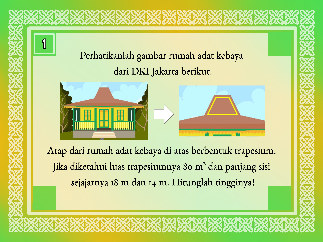 1
Perhatikanlah gambar rumah adat kebaya
dari DKI Jakarta berikut.
Atap dari rumah adat kebaya di atas berbentuk trapesium.
Jika diketahui luas trapesiumnya 80 m² dan panjang sisi
sejajarnya 18 m dan 14 m. Hitunglah tingginya!